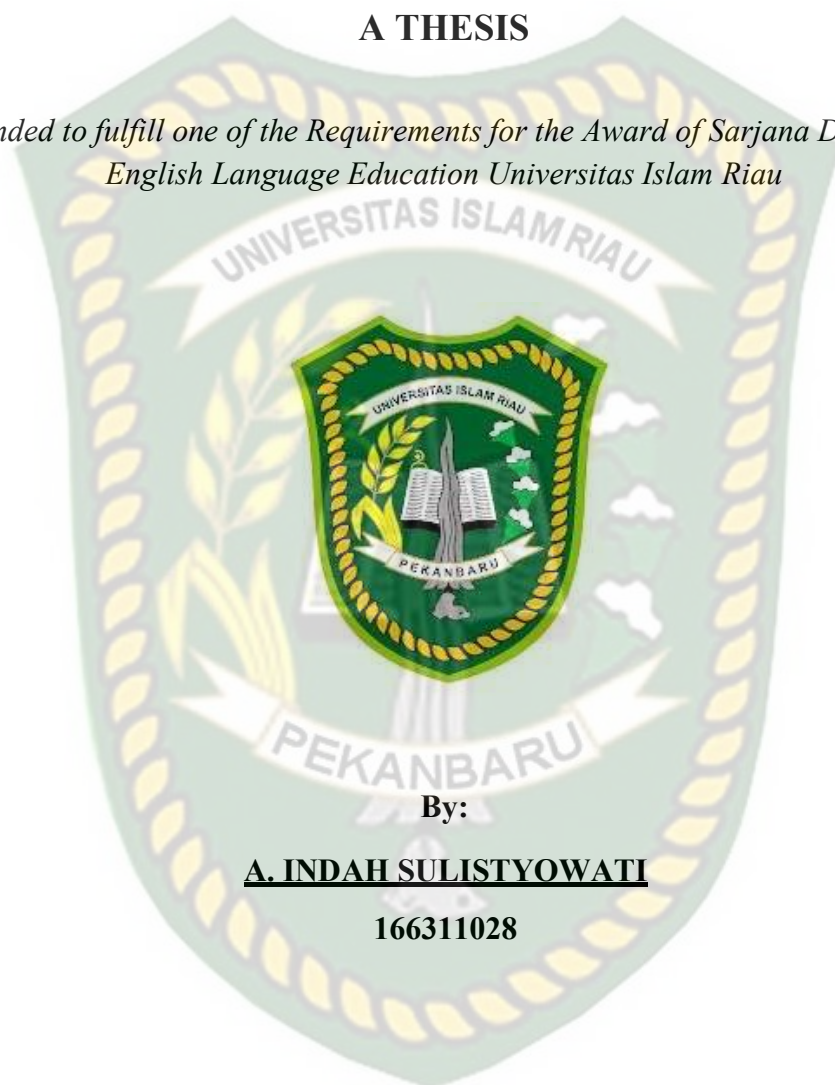 A THESIS
nded to fulfill one of the Requirements for the Award of Sarjana D
English Language Education Universitas Islam Riau
UNIVERSITAS ISLAM RIAU
UNIVERSITAS ISLAM RIAU
PEKANBARU
PEKANBARU
By:
A. INDAH SULISTYOWATI
166311028